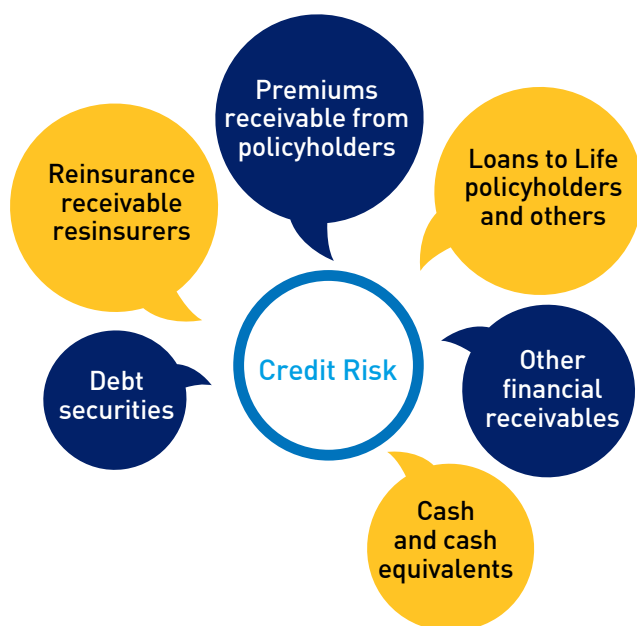 Premiums
receivable from
policyholders
Reinsurance
receivable
resinsurers
Loans to Life
policyholders
and others
Debt
securities
Credit Risk
Other
financial
receivables
Cash
and cash
equivalents